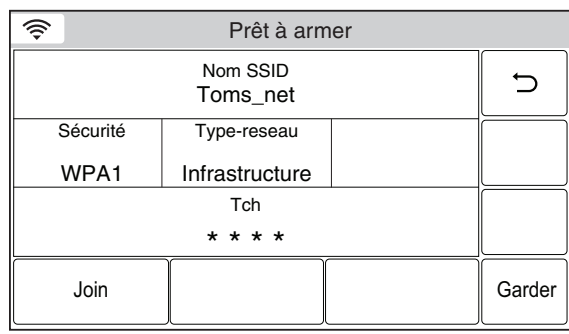 Prêt à armer
Nom SSID
Toms_net
Sécurité Type-reseau
WPA1 Infrastructure
Tch
* * * *
Join Garder